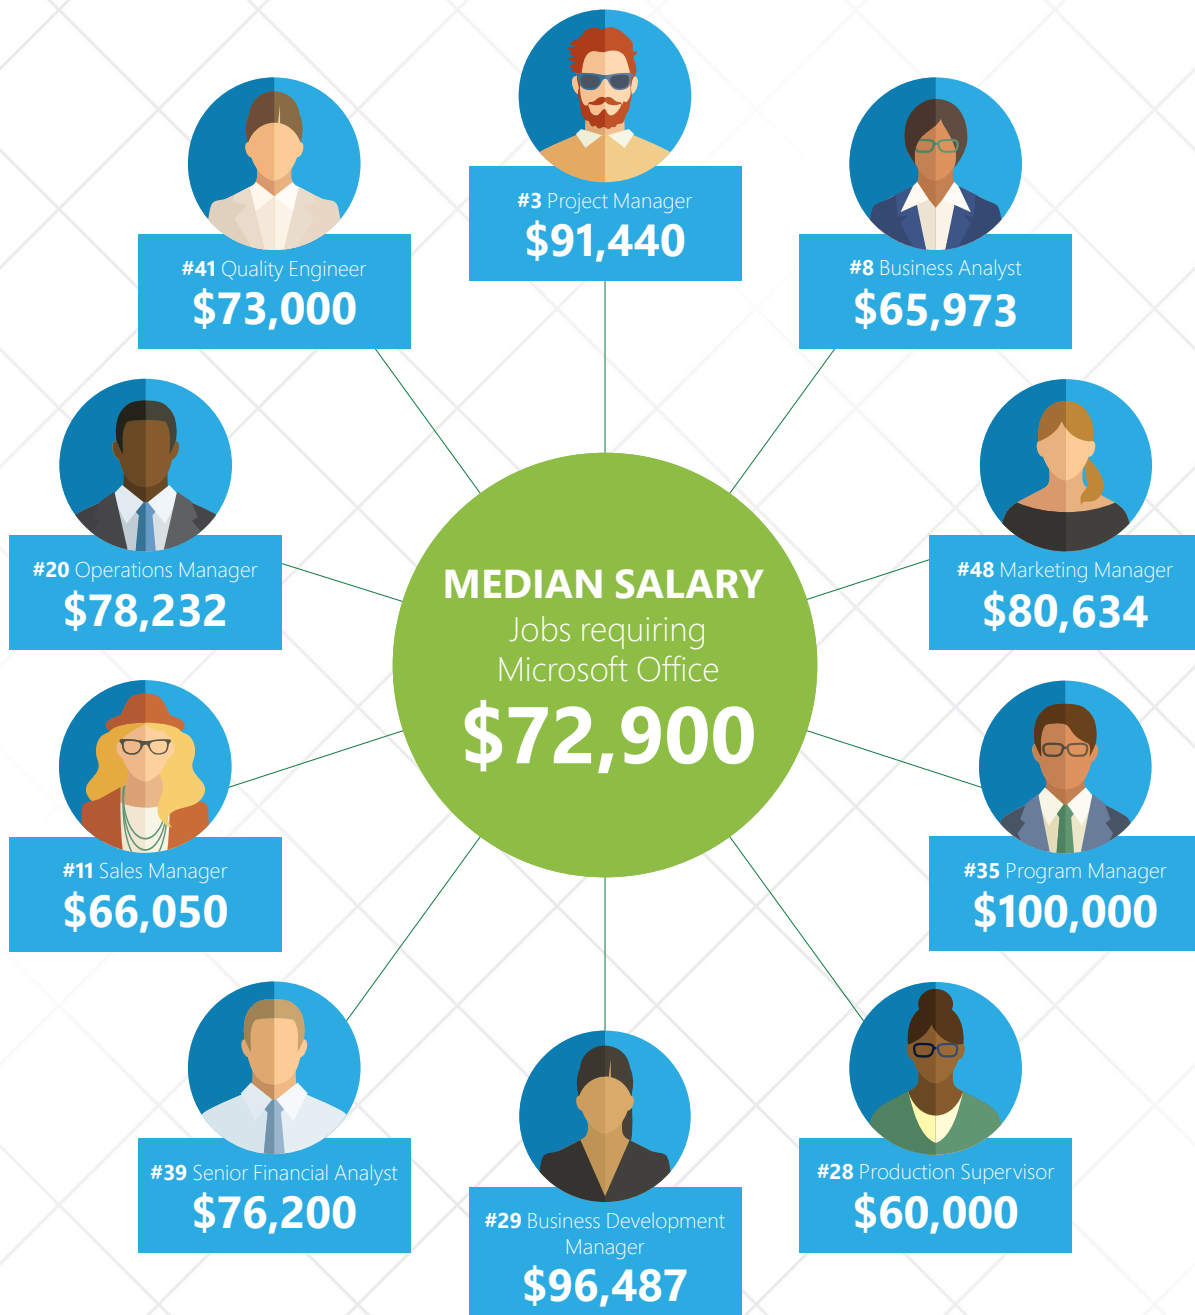 #3 Project Manager
$91,440
#41 Quality Engineer
$73,000
#8 Business Analyst
$65,973
#20 Operations Manager
$78,232
#48 Marketing Manager
$80,634
MEDIAN SALARY
Jobs requiring
Microsoft Office
$72,900
#11 Sales Manager
$66,050
#35 Program Manager
$100,000
#39 Senior Financial Analyst
$76,200
#28 Production Supervisor
$60,000
#29 Business Development
Manager
$96,487